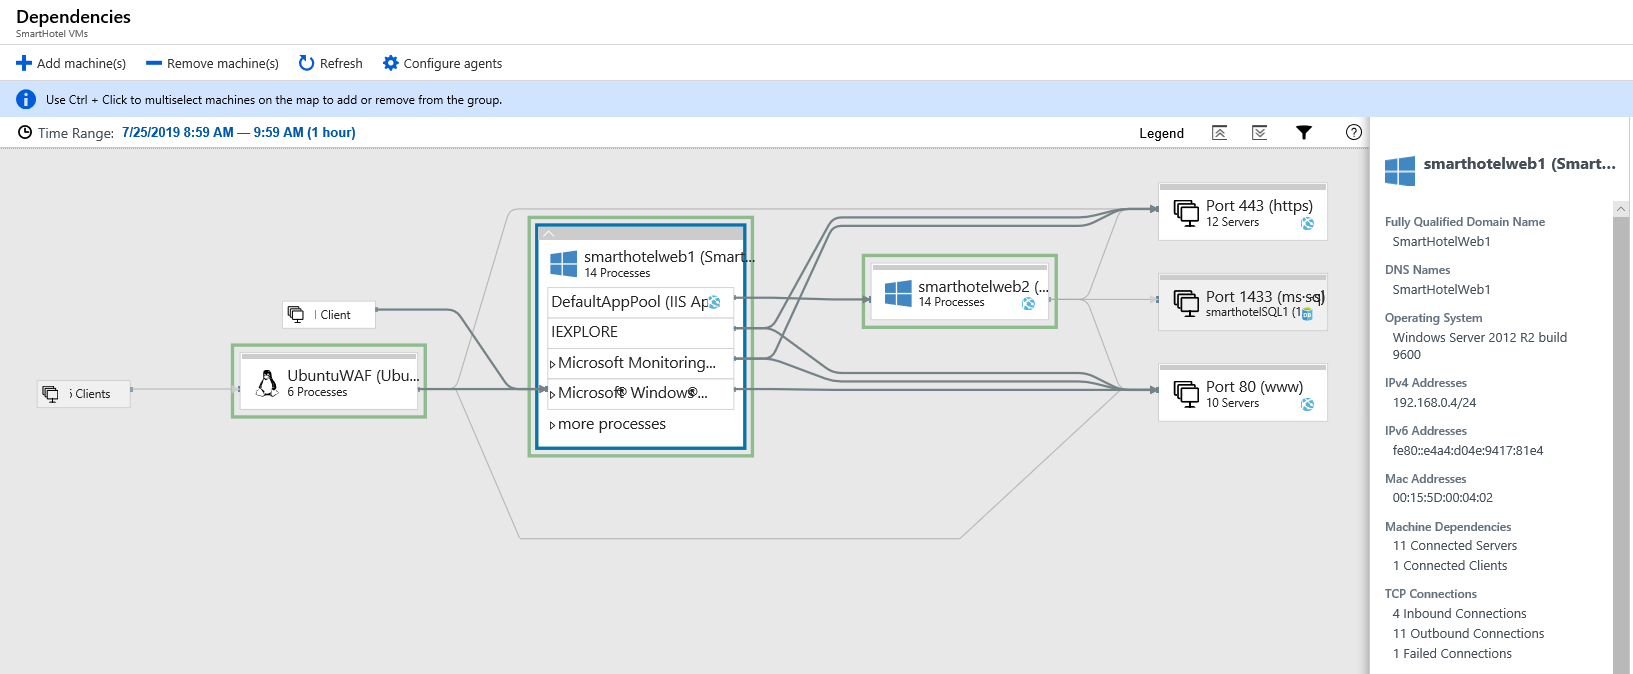 Dependencies
SmartHotel VMs
Add machine(s)
Remove machine(s)
Refresh
Configure agents
Use Ctrl + Click to multiselect machines on the map to add or remove from the group.
Time Range: 7/25/2019 8:59 AM — 9:59 AM (1 hour)
Legend
Client
Clients
UbuntuWAF (Ubu...
6 Processes
smarthotelweb1 (Smart...
14 Processes
DefaultAppPool (IIS Ap
IEXPLORE
Microsoft Monitoring...
Microsoft® Windows®...
more processes
smarthotelweb2 (...
14 Processes
Port 443 (https)
12 Servers
Port 1433 (ms-sql)
smarthotelSQL1 (1
Port 80 (www)
10 Servers
smarthotelweb1 (Smart...
Fully Qualified Domain Name
SmartHotelWeb1
DNS Names
SmartHotelWeb1
Operating System
Windows Server 2012 R2 build
9600
IPv4 Addresses
192.168.0.4/24
IPv6 Addresses
fe80::e4a4:d04e:9417:81e4
Mac Addresses
00:15:5D:00:04:02
Machine Dependencies
11 Connected Servers
1 Connected Clients
TCP Connections
4 Inbound Connections
11 Outbound Connections
1 Failed Connections